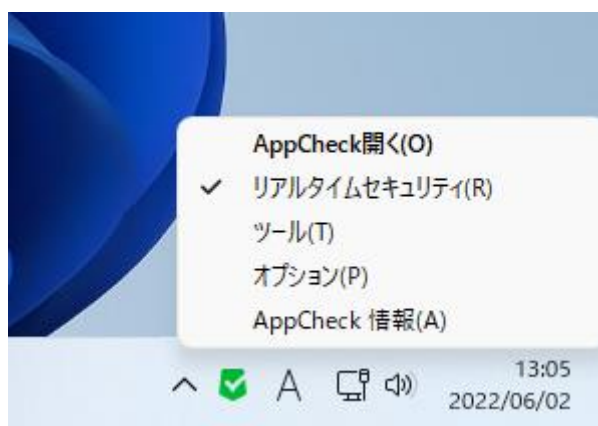 AppCheck開く(O)
リアルタイムセキュリティ(R)
ツール(T)
オプション(P)
AppCheck 情報(A)
A
13:05
2022/06/02